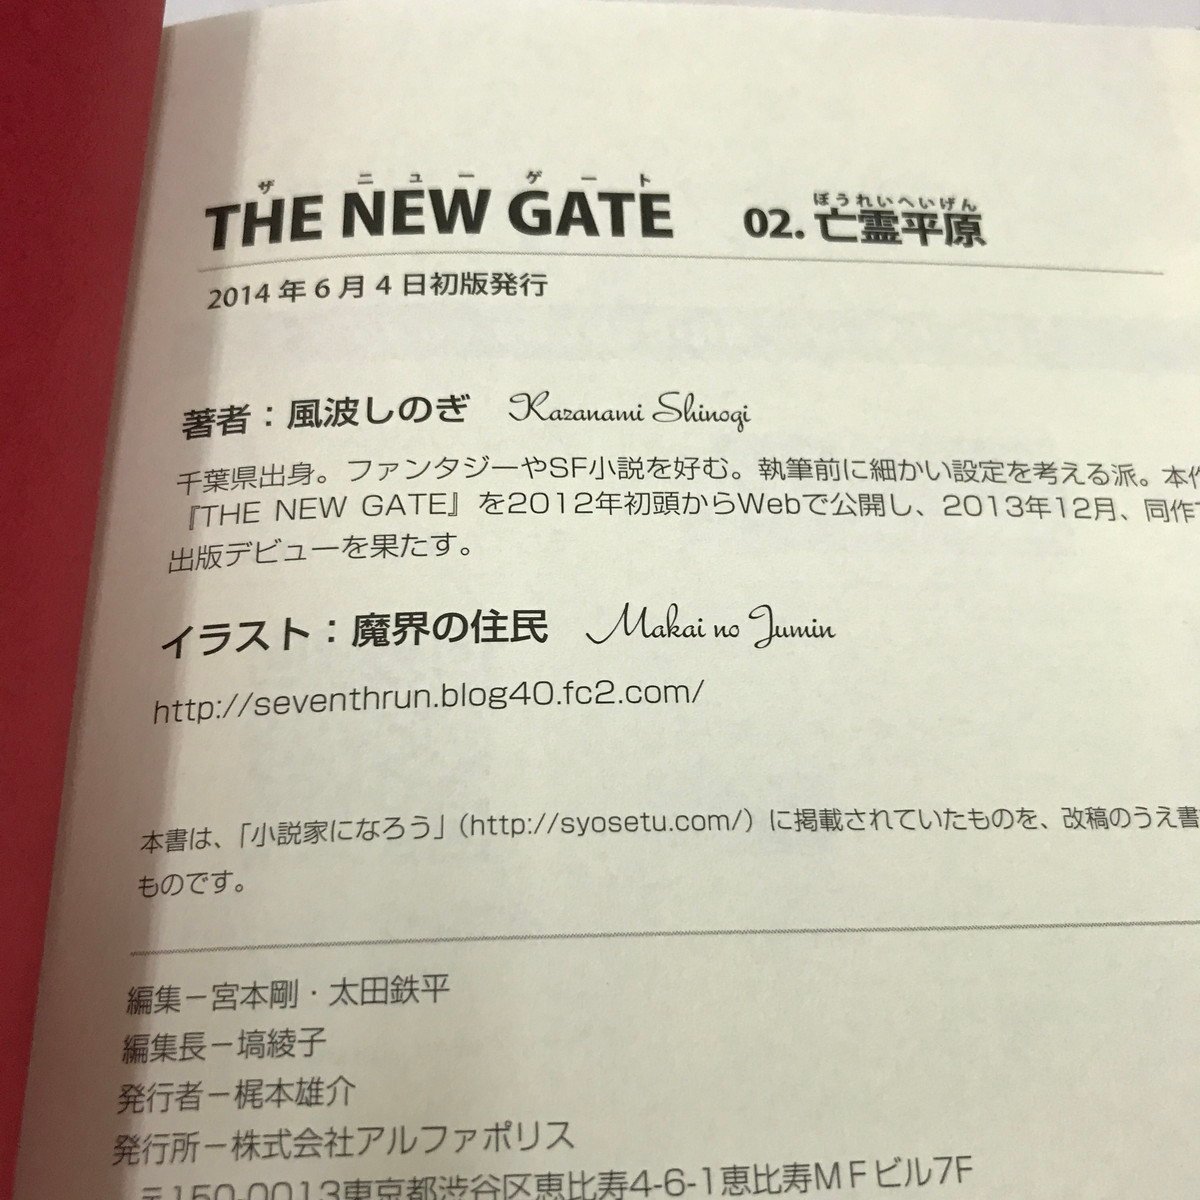 ザ ニュー ゲート ぼうれいへいげん
THE NEW GATE 02. 亡霊平原
2014年6月4日初版発行
著者：風波しのぎ Kazanami Shinogi
千葉県出身。ファンタジーやSF小説を好む。執筆前に細かい設定を考える派。本作
『THE NEW GATE』を2012年初頭からWebで公開し、2013年12月、同作で
出版デビューを果たす。
イラスト：魔界の住民 Makai no Jumin
http://seventhrun.blog40.fc2.com/
本書は、「小説家になろう」（http://syosetu.com/）に掲載されていたものを、改稿のうえ書
ものです。
編集－宮本剛・太田鉄平
編集長－塙綾子
発行者－梶本雄介
発行所－株式会社アルファポリス
〒150-0013東京都渋谷区恵比寿4-6-1恵比寿MFビル7F